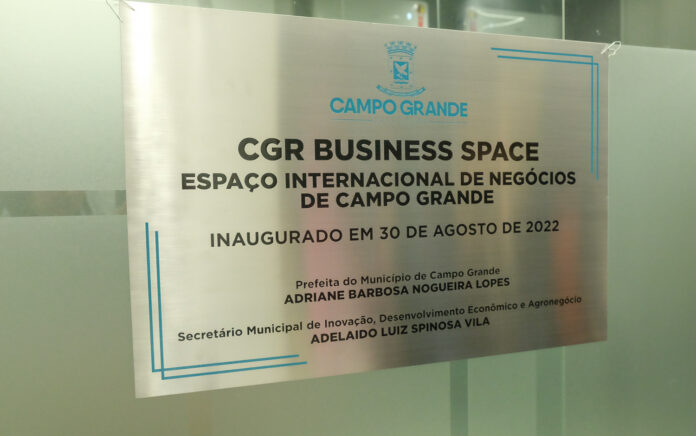 CAMPO GRANDE
CGR BUSINESS SPACE
ESPAÇO INTERNACIONAL DE NEGÓCIOS
DE CAMPO GRANDE
INAUGURADO EM 30 DE AGOSTO DE 2022
Prefeita do Município de Campo Grande
ADRIANE BARBOSA NOGUEIRA LOPES
Secretário Municipal de Inovação, Desenvolvimento Econômico e Agronegócio
ADELAIDO LUIZ SPINOSA VILA